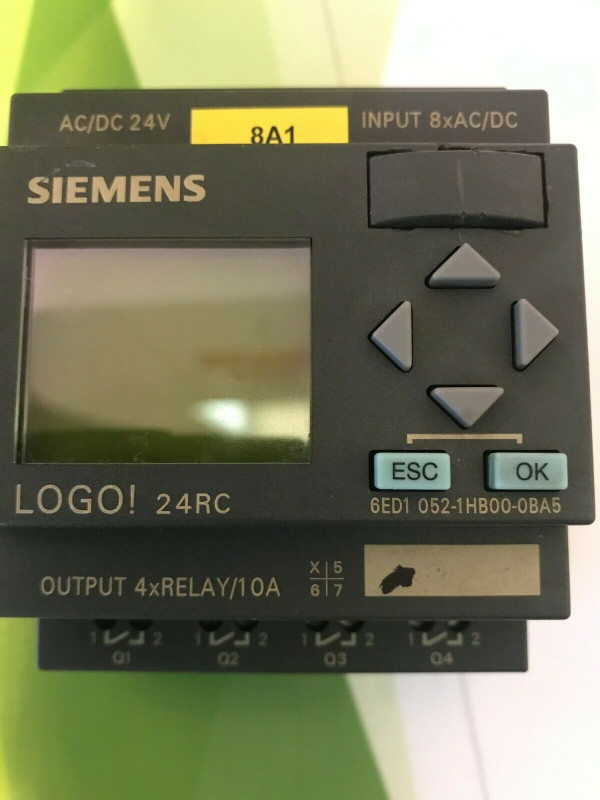 AC/DC 24V
8A1
INPUT 8xAC/DC
SIEMENS
ESC
OK
LOGO! 24RC
6ED1 052-1HB00-0BA5
OUTPUT 4xRELAY/10A
X 5
6 7
1 2 1 2 1 2 1 2
Q1 Q2 Q3 Q4